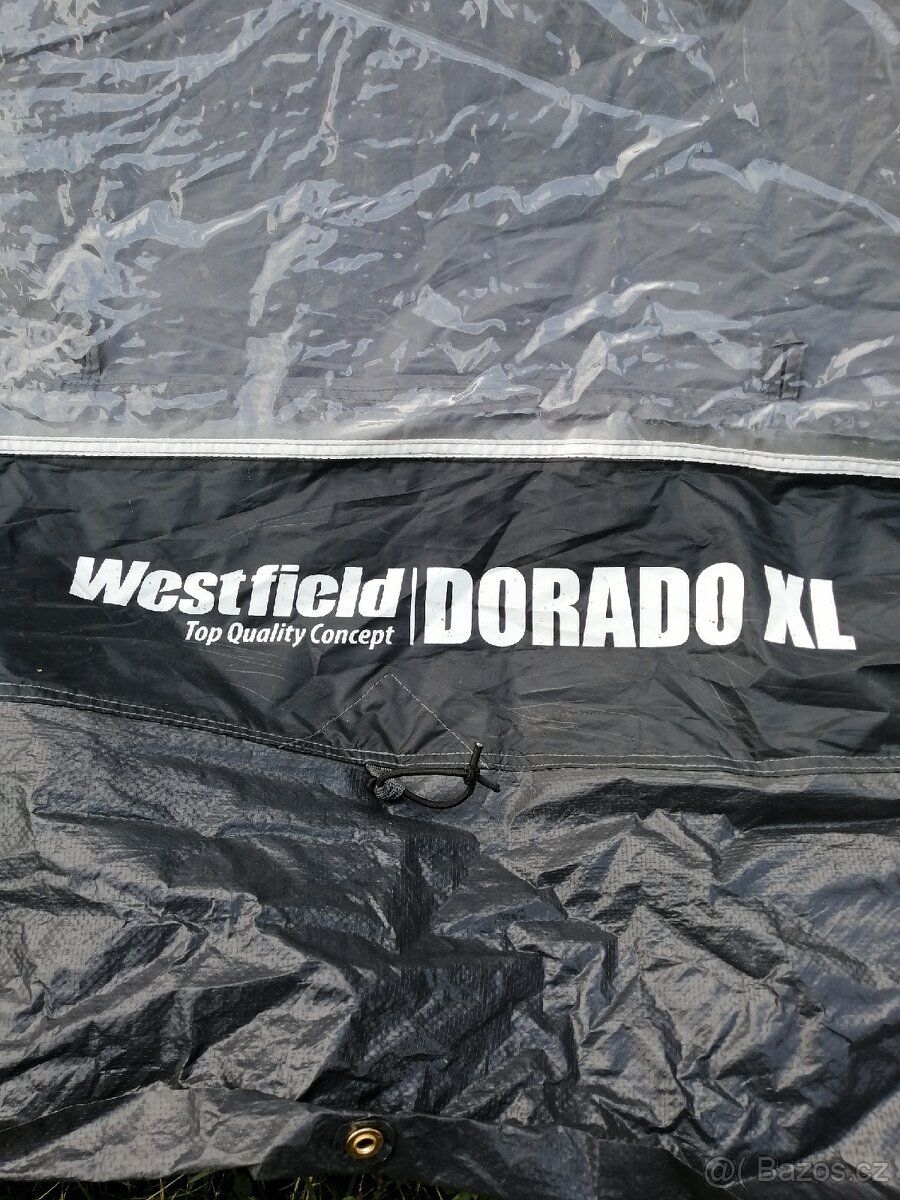 Westfield DORADO XL
Top Quality Concept
@( Bazos.cz